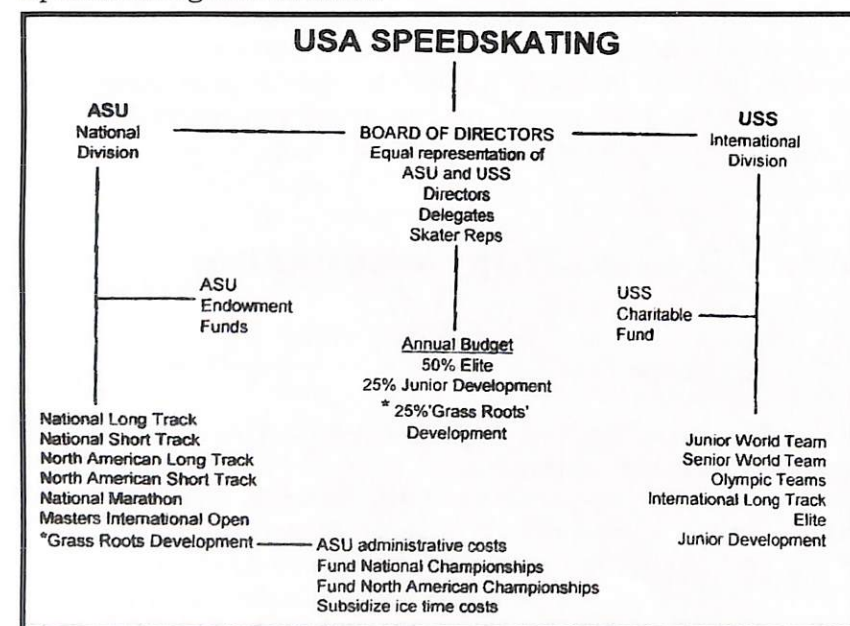 USA SPEEDSKATING
ASU
National
Division
BOARD OF DIRECTORS
Equal representation of
ASU and USS
Directors
Delegates
Skater Reps
USS
International
Division
ASU
Endowment
Funds
Annual Budget
50% Elite
25% Junior Development
* 25%'Grass Roots'
Development
USS
Charitable
Fund
National Long Track
National Short Track
North American Long Track
North American Short Track
National Marathon
Masters International Open
*Grass Roots Development
ASU administrative costs
Fund National Championships
Fund North American Championships
Subsidize ice time costs
Junior World Team
Senior World Team
Olympic Teams
International Long Track
Elite
Junior Development